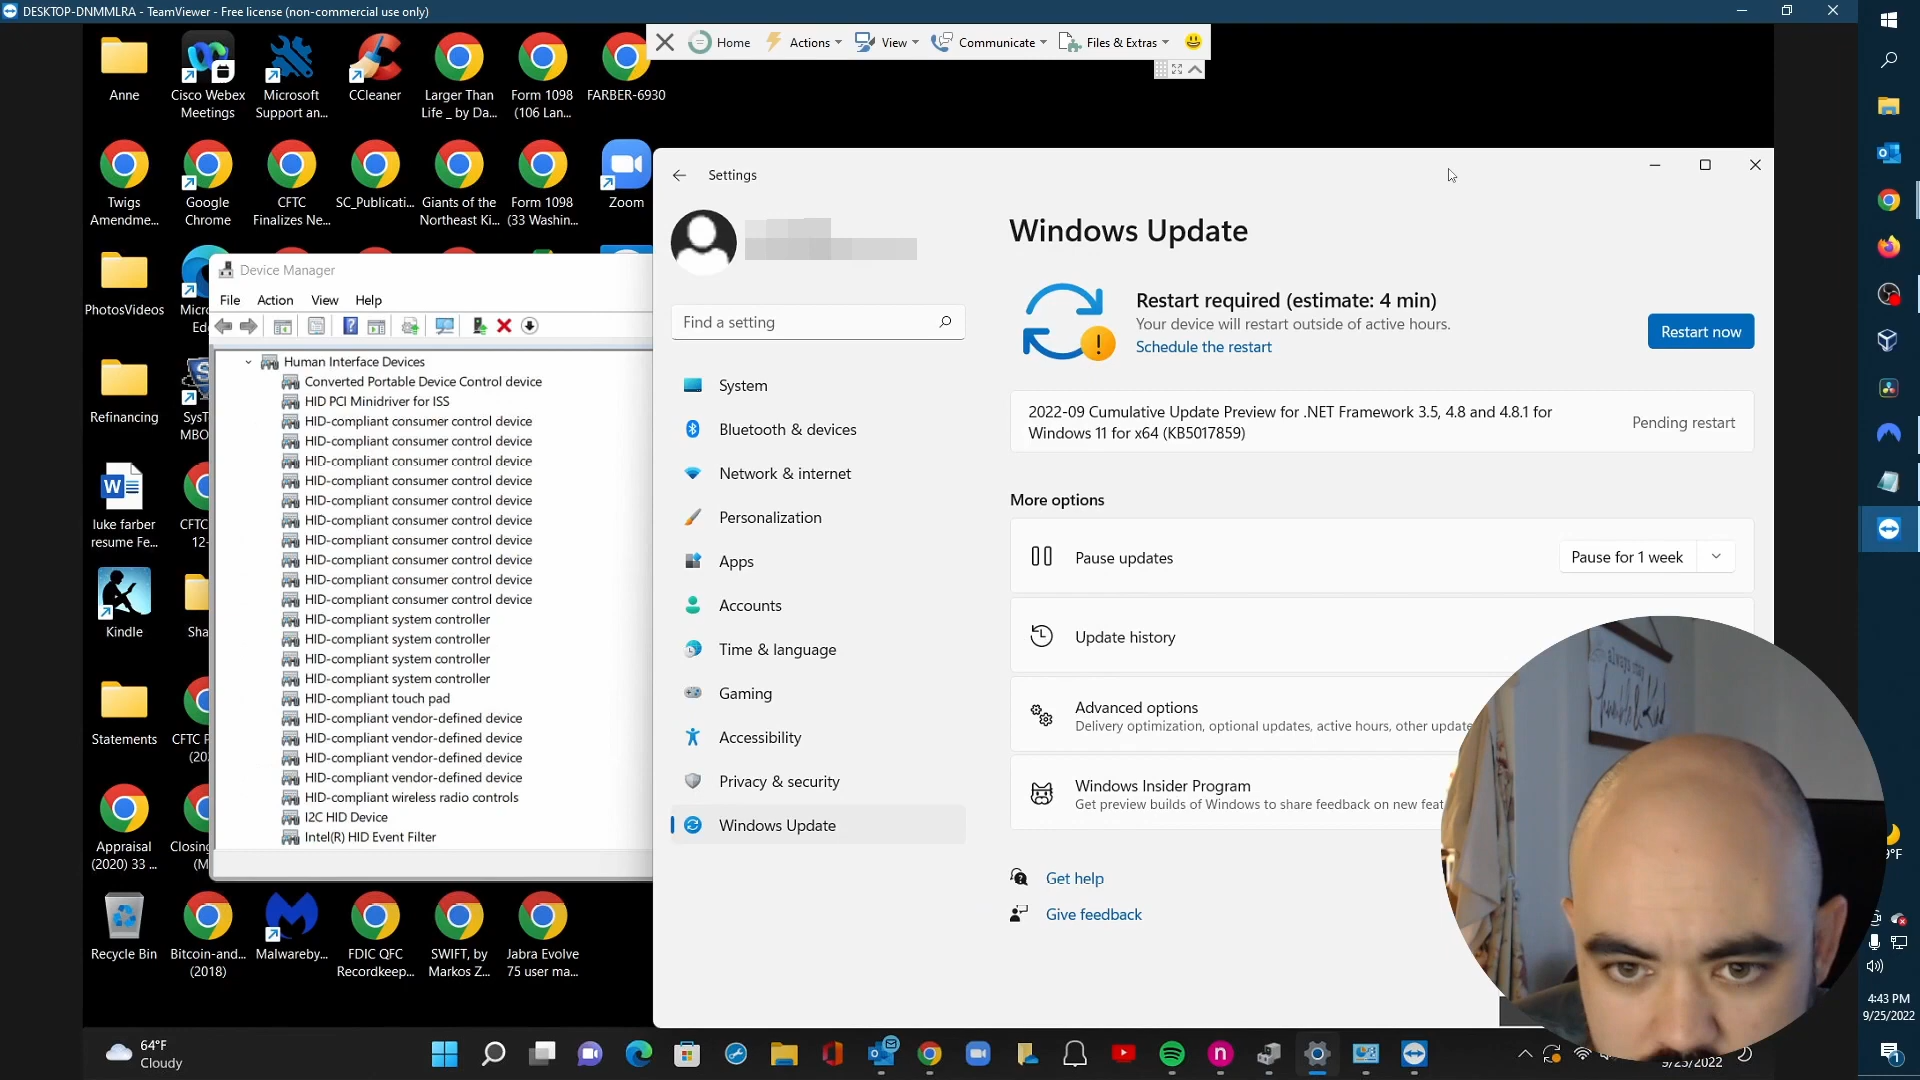 DESKTOP-DNMMLRA - TeamViewer - Free license (non-commercial use only)
Home
Actions
View
Communicate
Files & Extras
Anne
Cisco Webex
Meetings
Microsoft
Support an...
CCleaner
Larger Than
Life _ by Da...
Form 1098
(106 Lan...
FARBER-6930
Twigs
Amendme...
Google
Chrome
CFTC
Finalizes Ne...
SC_Publicati...
Giants of the
Northeast Ki...
Form 1098
(33 Washin...
Zoom
PhotosVideos
Refinancing
luke farber
resume Fe...
CFTC
12-
Kindle
Sha
Statements
CFTC P
(202
Appraisal
(2020) 33 ...
Closing
(M
Recycle Bin
Bitcoin-and...
(2018)
Malwareby...
FDIC QFC
Recordkeep...
SWIFT, by
Markos Z...
Jabra Evolve
75 user ma...
Device Manager
File
Action
View
Help
Human Interface Devices
Converted Portable Device Control device
HID PCI Minidriver for ISS
HID-compliant consumer control device
HID-compliant consumer control device
HID-compliant consumer control device
HID-compliant consumer control device
HID-compliant consumer control device
HID-compliant consumer control device
HID-compliant consumer control device
HID-compliant consumer control device
HID-compliant consumer control device
HID-compliant consumer control device
HID-compliant system controller
HID-compliant system controller
HID-compliant system controller
HID-compliant system controller
HID-compliant touch pad
HID-compliant vendor-defined device
HID-compliant vendor-defined device
HID-compliant vendor-defined device
HID-compliant vendor-defined device
HID-compliant wireless radio controls
I2C HID Device
Intel(R) HID Event Filter
Settings
Find a setting
System
Bluetooth & devices
Network & internet
Personalization
Apps
Accounts
Time & language
Gaming
Accessibility
Privacy & security
Windows Update
Windows Update
Restart required (estimate: 4 min)
Your device will restart outside of active hours.
Schedule the restart
Restart now
2022-09 Cumulative Update Preview for .NET Framework 3.5, 4.8 and 4.8.1 for
Windows 11 for x64 (KB5017859)
Pending restart
More options
Pause updates
Pause for 1 week
Update history
Advanced options
Delivery optimization, optional updates, active hours, other update
Windows Insider Program
Get preview builds of Windows to share feedback on new feat
Get help
Give feedback
64°F
Cloudy
9/25/2022
9°F
4:43 PM
9/25/2022
1